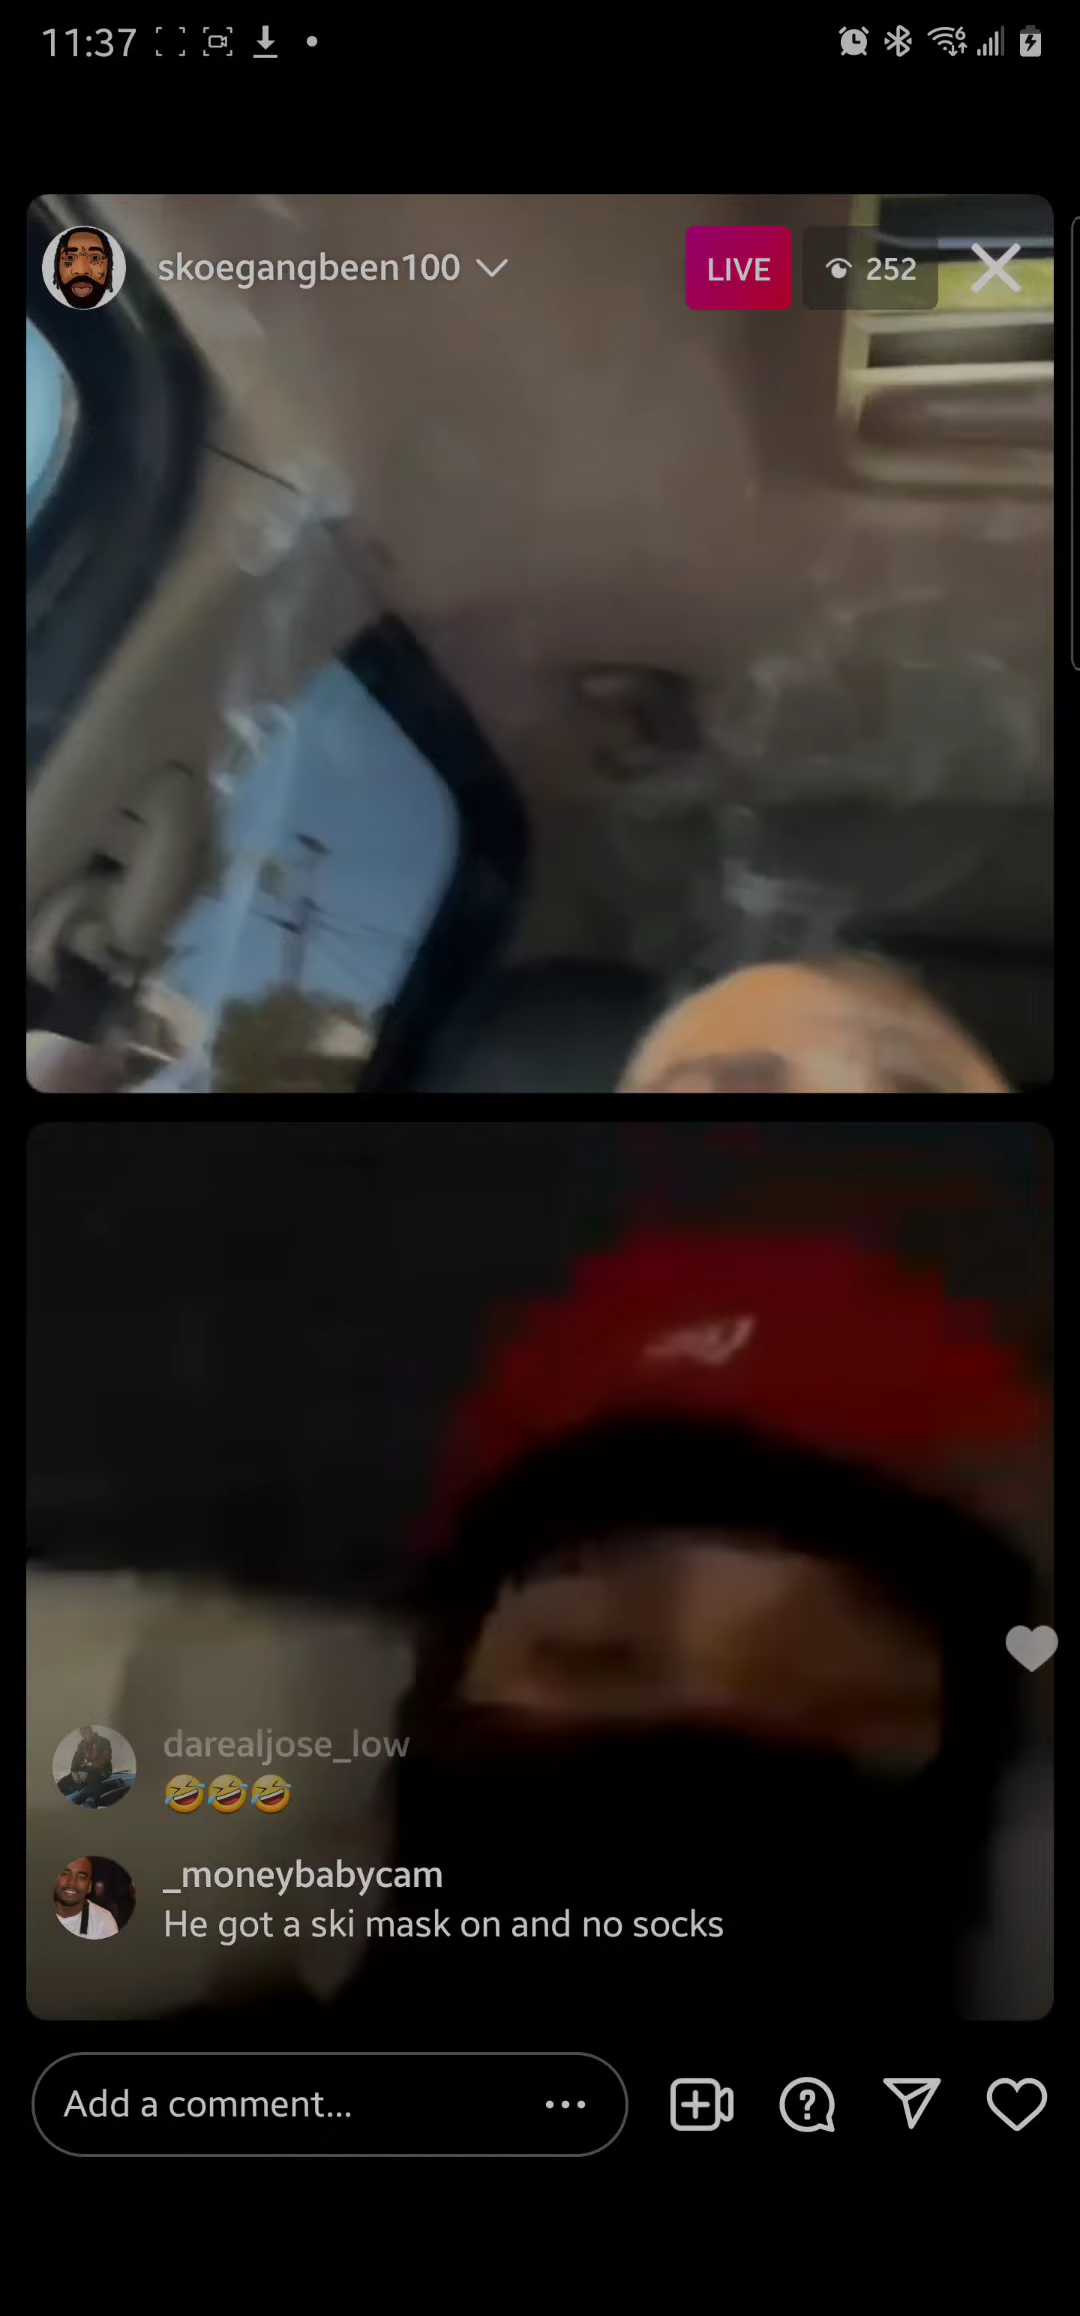 11:37
skoegangbeen100
LIVE
252
darealjose_low
🤣🤣🤣
_moneybabycam
He got a ski mask on and no socks
Add a comment...